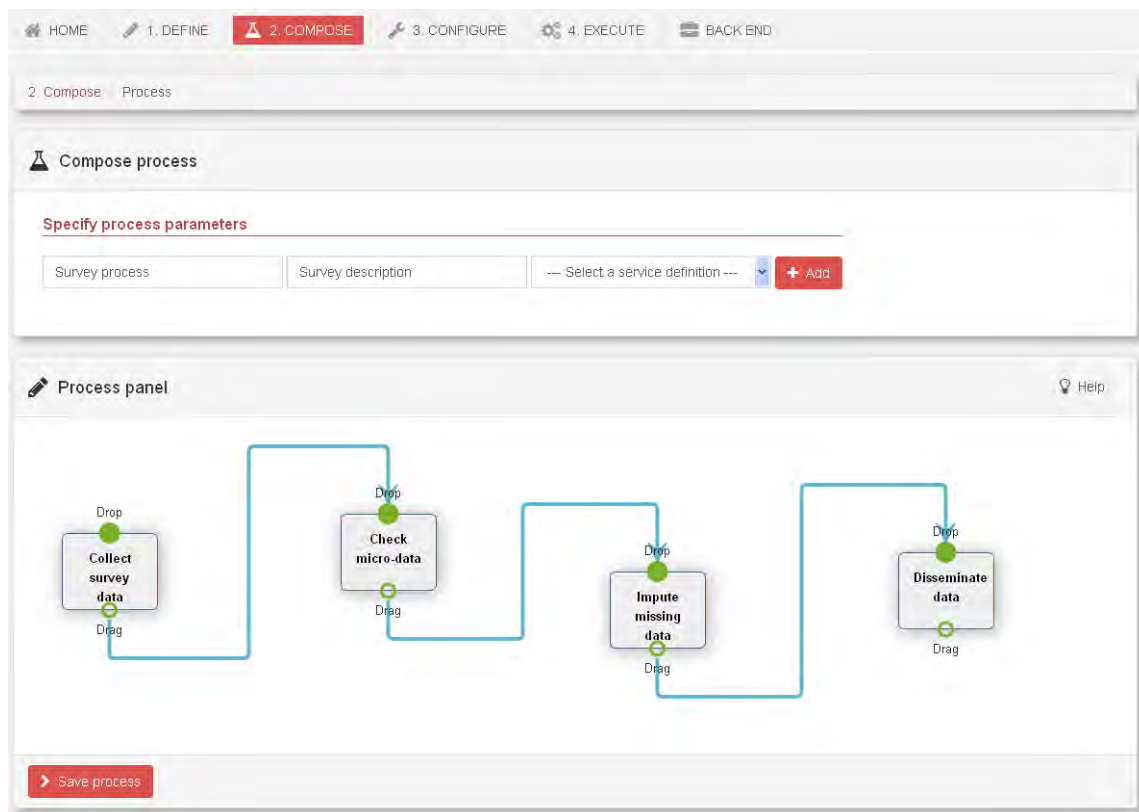 HOME 1. DEFINE 2. COMPOSE 3. CONFIGURE 4. EXECUTE BACK END
2. Compose Process
Compose process
Specify process parameters
Survey process Survey description --- Select a service definition --- Add
Process panel Help
Drop
Collect
survey
data
Drag
Drop
Check
micro-data
Drag
Drop
Impute
missing
data
Drag
Drop
Disseminate
data
Drag
Save process